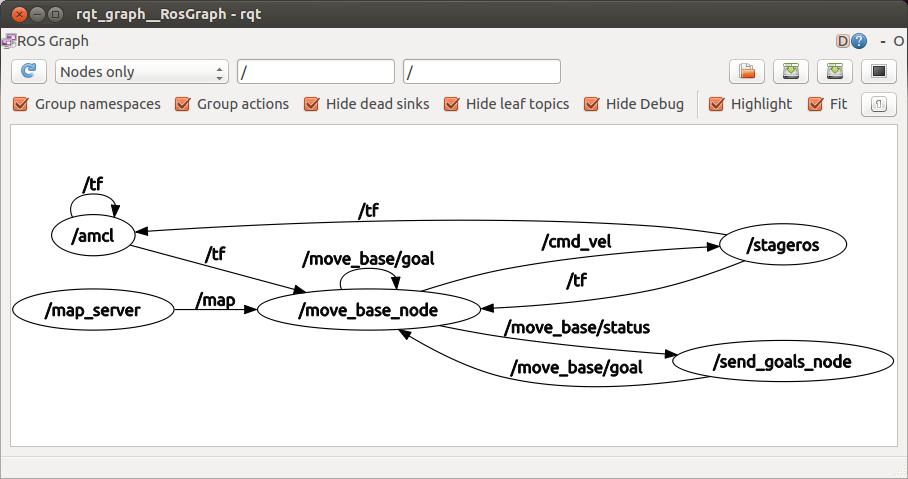 rqt_graph__RosGraph - rqt
ROS Graph
D ? - O
Nodes only / /
Group namespaces Group actions Hide dead sinks Hide leaf topics Hide Debug Highlight Fit
/tf
/tf
/amcl
/cmd_vel
/stageros
/tf
/move_base/goal
/tf
/map
/map_server
/move_base_node
/move_base/status
/send_goals_node
/move_base/goal